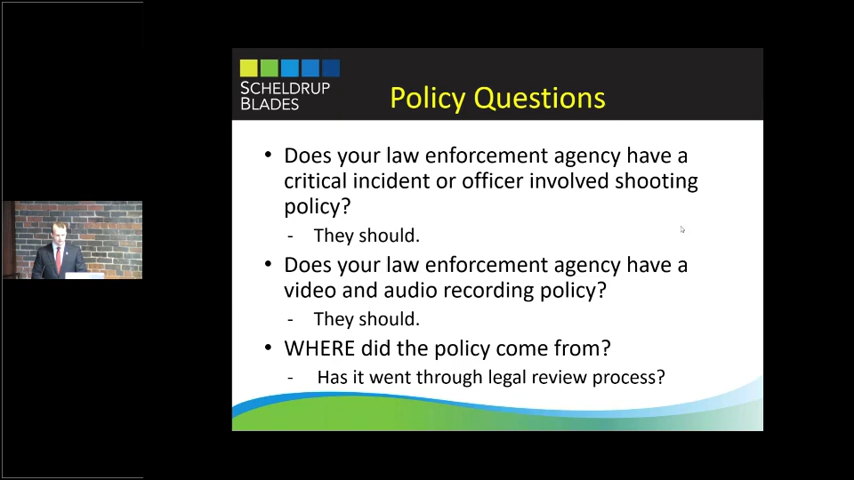 SCHELDRUP
BLADES
Policy Questions
• Does your law enforcement agency have a
critical incident or officer involved shooting
policy?
- They should.
• Does your law enforcement agency have a
video and audio recording policy?
- They should.
• WHERE did the policy come from?
- Has it went through legal review process?